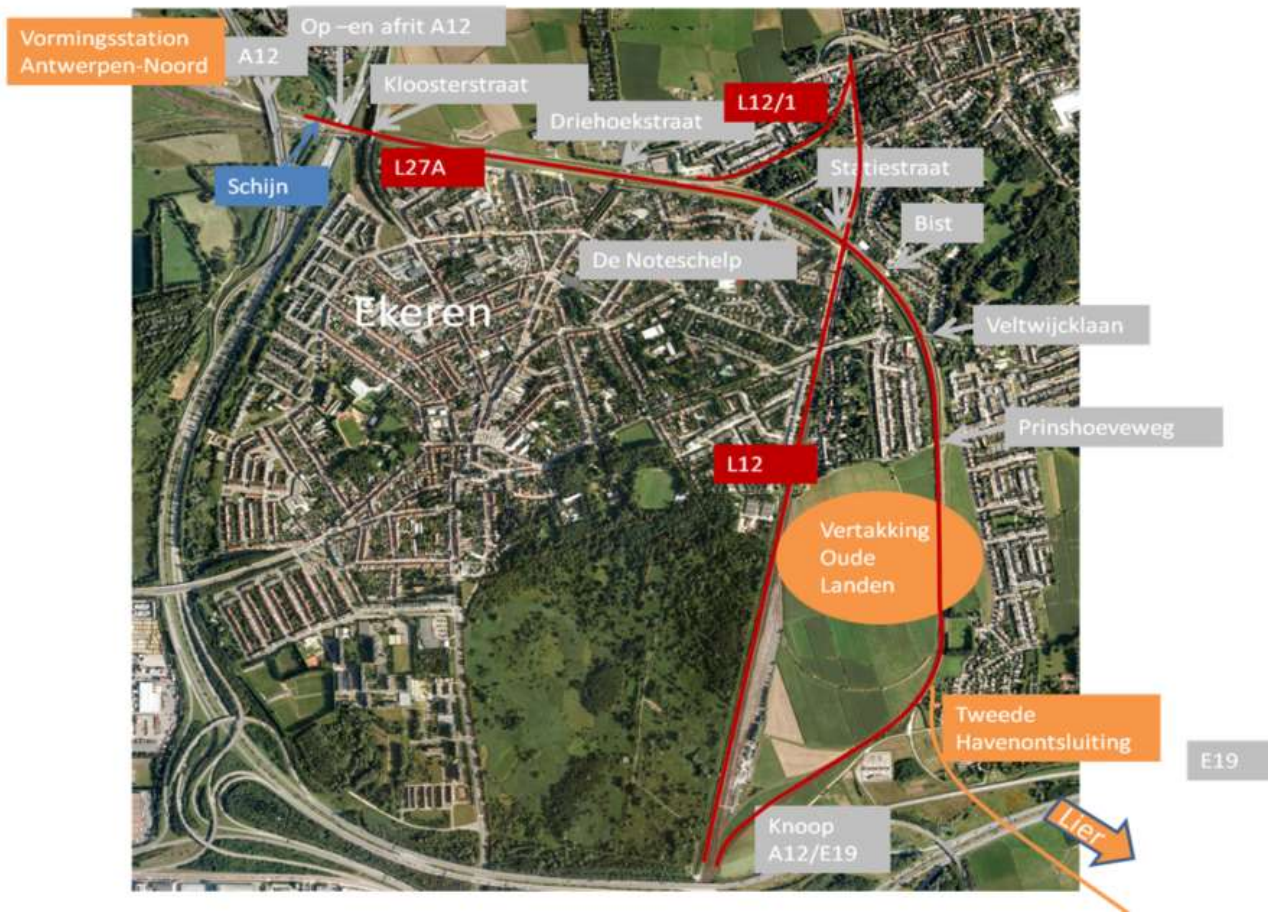 Vormingsstation
Antwerpen-Noord
A12
Op –en afrit A12
Kloosterstraat
Driehoekstraat
L12/1
L27A
Schijn
Statiestraat
Bist
De Noteschelp
Ekeren
Veltwijcklaan
Prinshoeveweg
L12
Vertakking
Oude
Landen
Tweede
Havenontsluiting
E19
Lier
Knoop
A12/E19